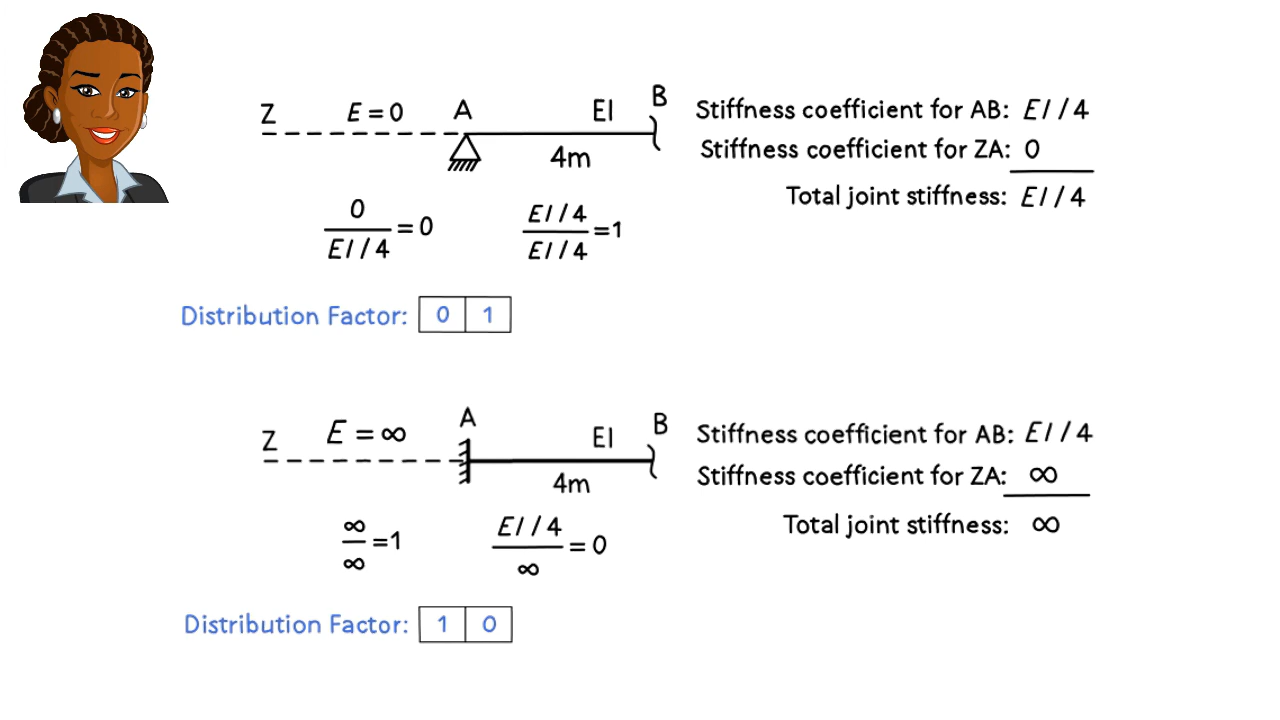 Z E = 0 A EI B
4m
Stiffness coefficient for AB: EI/4
Stiffness coefficient for ZA: 0
Total joint stiffness: EI/4
0
EI/4
= 0
EI/4
EI/4
=1
Distribution Factor: 0 1
Z E = ∞ A EI B
4m
Stiffness coefficient for AB: EI/4
Stiffness coefficient for ZA: ∞
Total joint stiffness: ∞
∞
∞
=1
EI/4
∞
= 0
Distribution Factor: 1 0